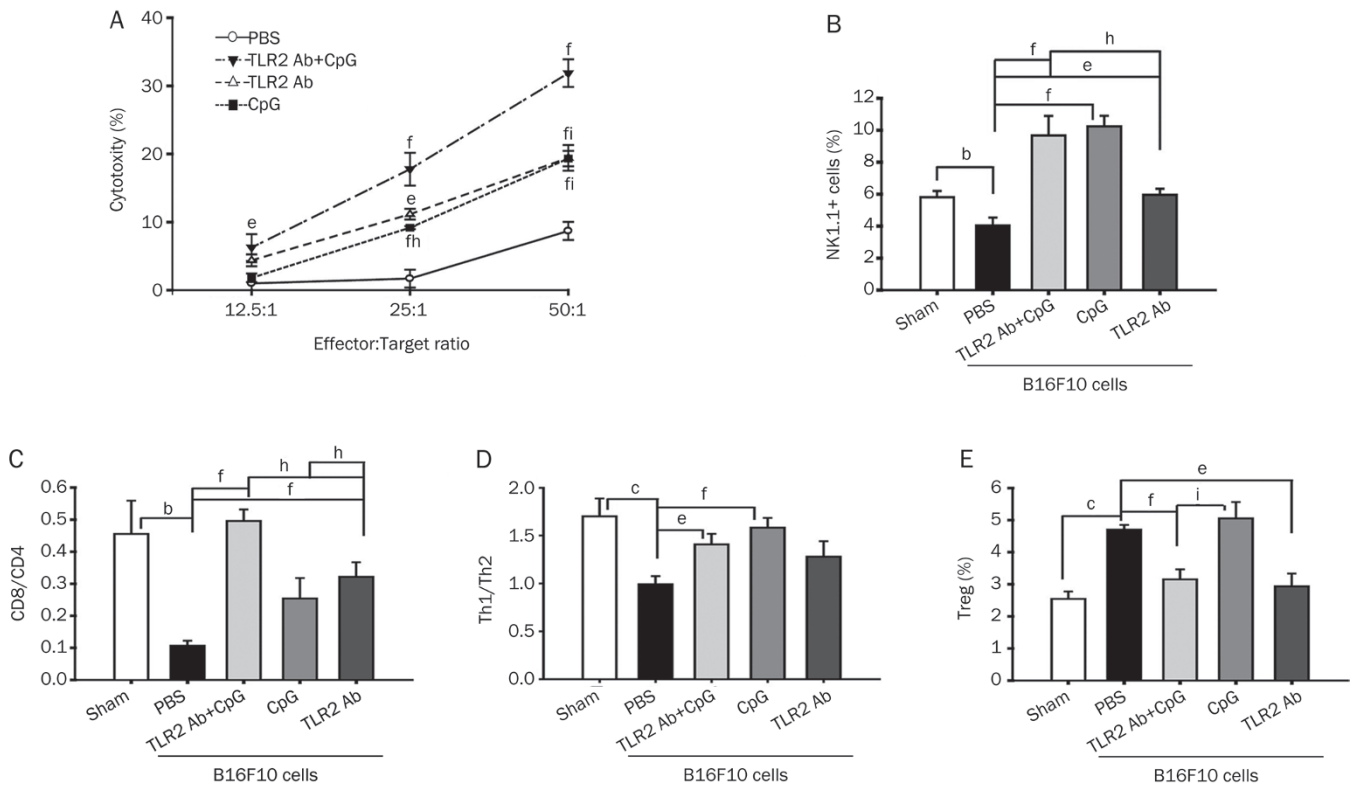 A
40
30
20
10
0
Cytotoxity (%)
PBS
TLR2 Ab+CpG
TLR2 Ab
CpG
e
f
e
fh
f
fi
fi
12.5:1 25:1 50:1
Effector:Target ratio
B
12
10
8
6
4
2
0
NK1.1+ cells (%)
b
f
h
e
f
Sham PBS TLR2 Ab+CpG CpG TLR2 Ab
B16F10 cells
C
0.6
0.5
0.4
0.3
0.2
0.1
0.0
CD8/CD4
b
f
h
h
f
Sham PBS TLR2 Ab+CpG CpG TLR2 Ab
B16F10 cells
D
2.0
1.5
1.0
0.5
0.0
Th1/Th2
c
f
e
Sham PBS TLR2 Ab+CpG CpG TLR2 Ab
B16F10 cells
E
6
5
4
3
2
1
0
Treg (%)
e
c
f
i
Sham PBS TLR2 Ab+CpG CpG TLR2 Ab
B16F10 cells